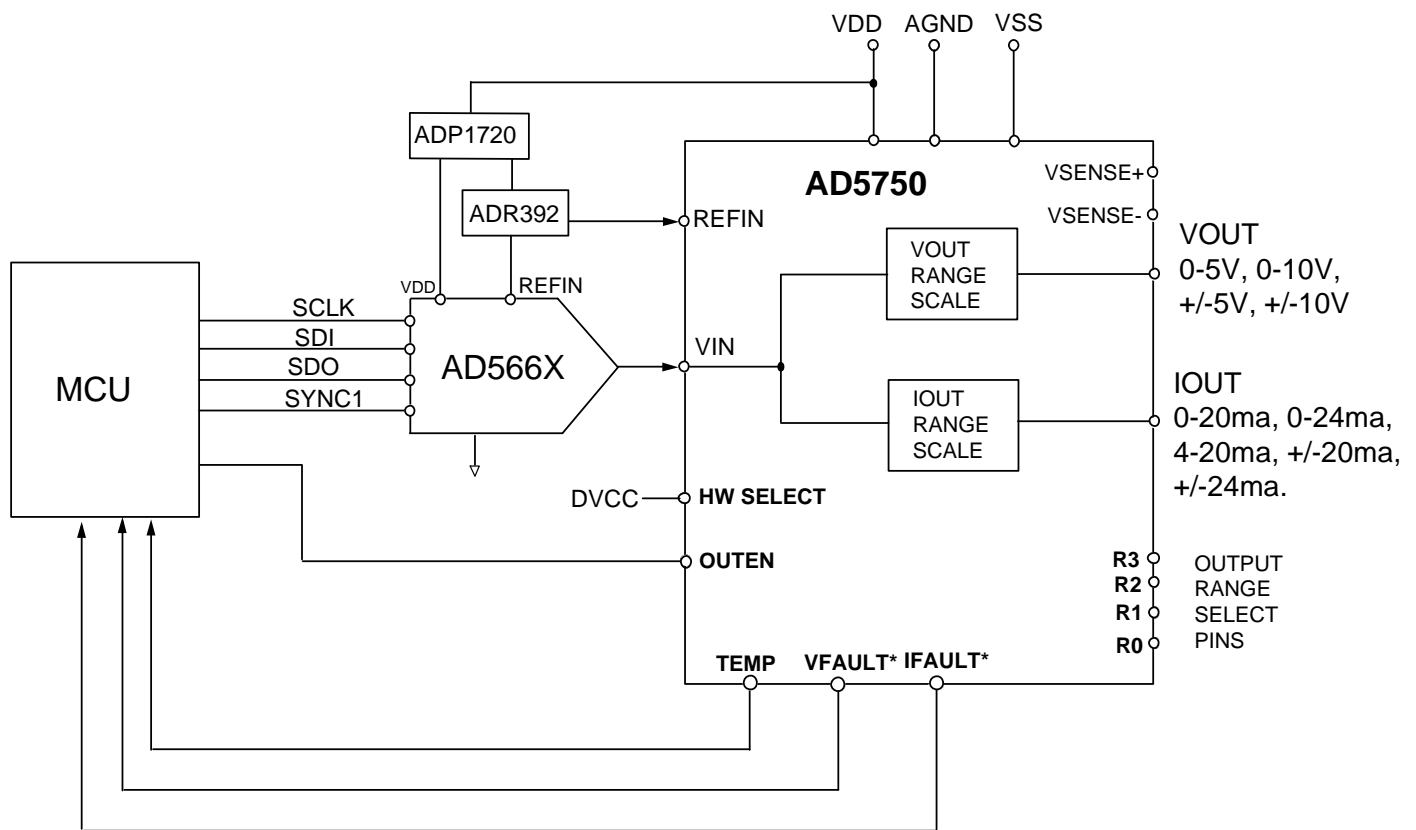 VDD AGND VSS
ADP1720
ADR392
AD5750
VSENSE+
VSENSE-
REFIN
VOUT
RANGE
SCALE
VOUT
0-5V, 0-10V,
+/-5V, +/-10V
VDD REFIN
MCU
SCLK
SDI
SDO
SYNC1
AD566X
VIN
IOUT
RANGE
SCALE
IOUT
0-20ma, 0-24ma,
4-20ma, +/-20ma,
+/-24ma.
DVCC HW SELECT
OUTEN
R3
R2
R1
R0
OUTPUT
RANGE
SELECT
PINS
TEMP VFAULT* IFAULT*